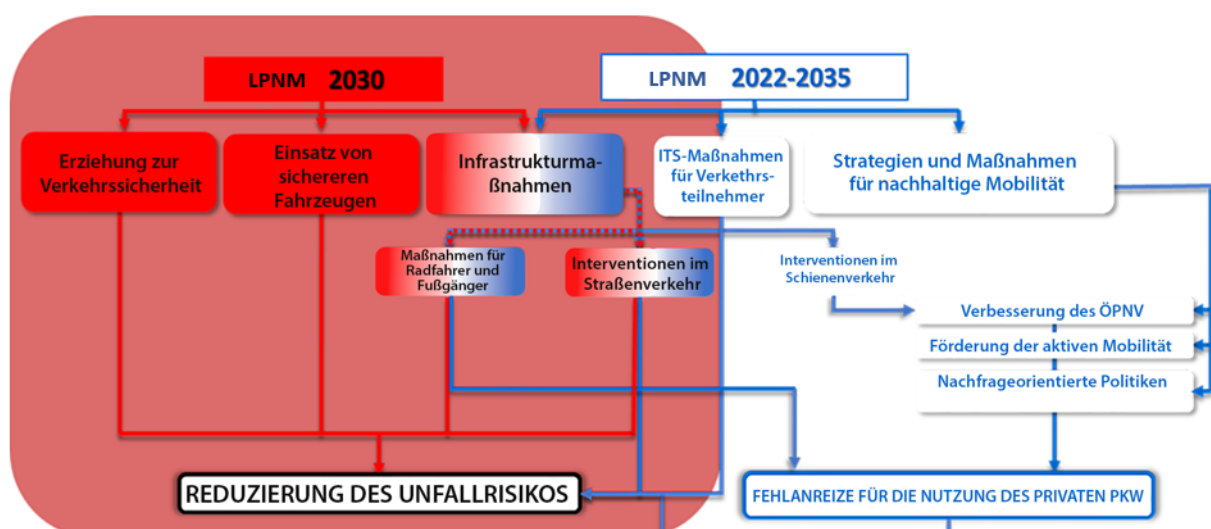 LPNM 2030
LPNM 2022-2035
Erziehung zur
Verkehrssicherheit
Einsatz von
sichereren
Fahrzeugen
Infrastrukturma-
ßnahmen
ITS-Maßnahmen
für Verkehrs-
teilnehmer
Strategien und Maßnahmen
für nachhaltige Mobilität
Maßnahmen für
Radfahrer und
Fußgänger
Interventionen im
Straßenverkehr
Interventionen im
Schienenverkehr
Verbesserung des ÖPNV
Förderung der aktiven Mobilität
Nachfrageorientierte Politiken
REDUZIERUNG DES UNFALLRISIKOS
FEHLANREIZE FÜR DIE NUTZUNG DES PRIVATEN PKW